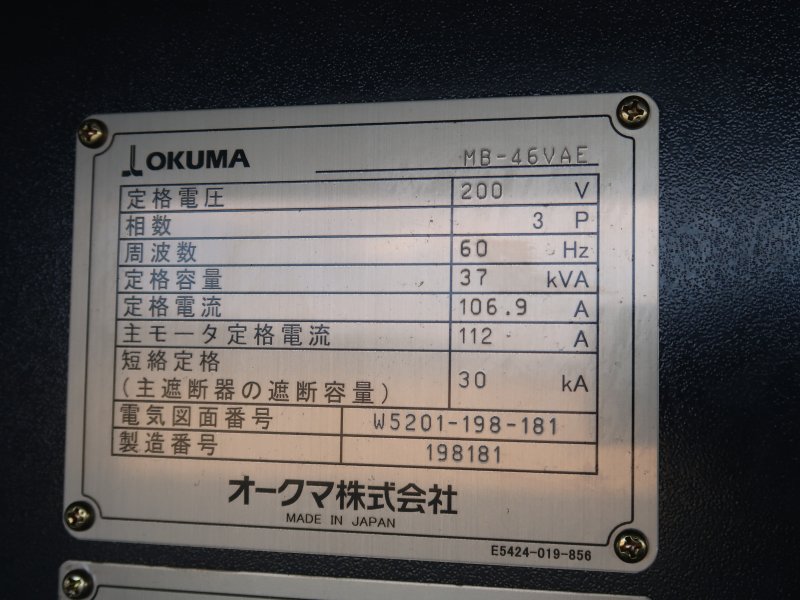 OKUMA MB-46VAE
定格電圧 200 V
相数 3 P
周波数 60 Hz
定格容量 37 kVA
定格電流 106.9 A
主モータ定格電流 112 A
短絡定格
(主遮断器の遮断容量) 30 kA
電気図面番号 W5201-198-181
製造番号 198181
オークマ株式会社
MADE IN JAPAN
E5424-019-856